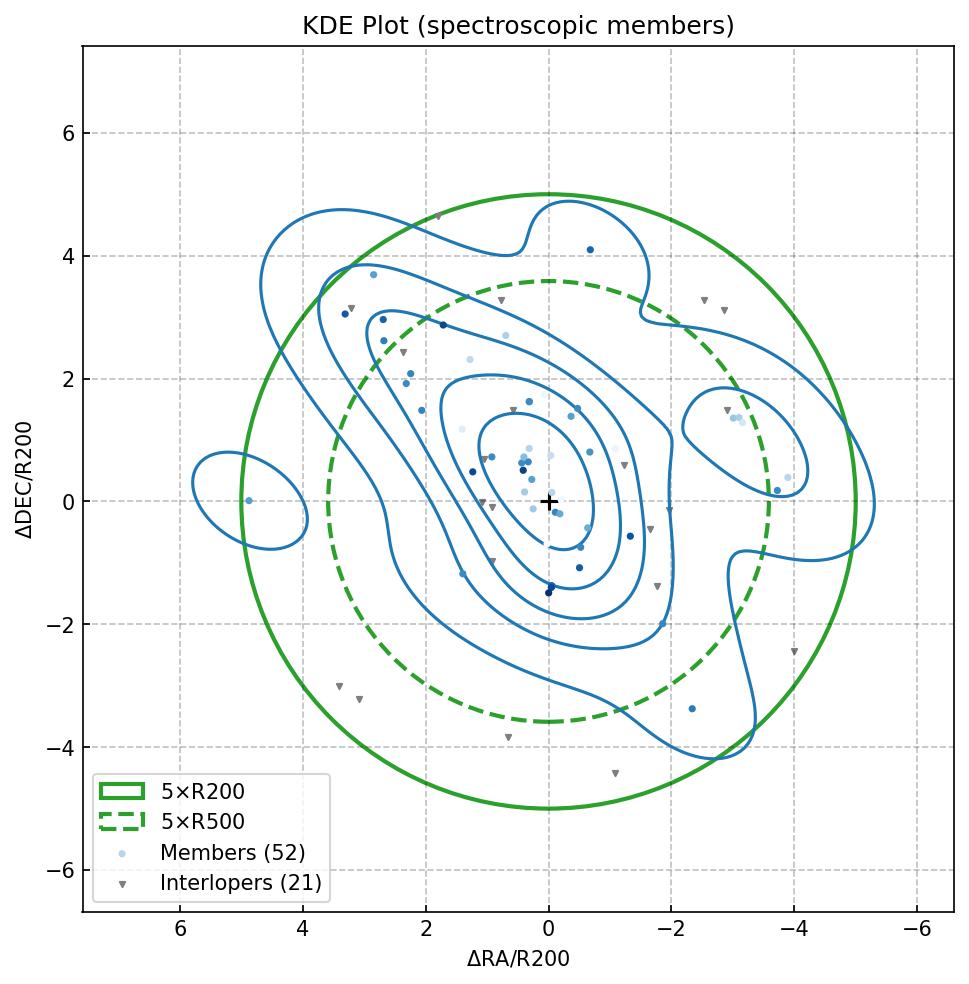 KDE Plot (spectroscopic members)
6
4
2
0
−2
−4
−6
ΔDEC/R200
5×R200
5×R500
Members (52)
Interlopers (21)
6 4 2 0 −2 −4 −6
ΔRA/R200